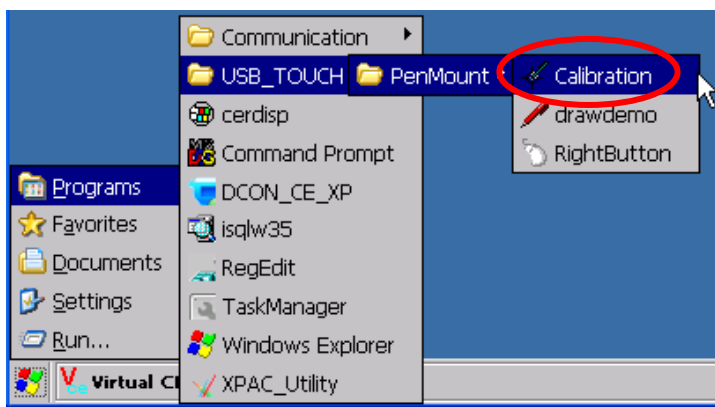 Communication
USB_TOUCH
PenMount
Calibration
cerdisp
drawdemo
Command Prompt
RightButton
Programs
DCON_CE_XP
Favorites
isqlw35
Documents
RegEdit
Settings
TaskManager
Run...
Windows Explorer
Virtual C
XPAC_Utility